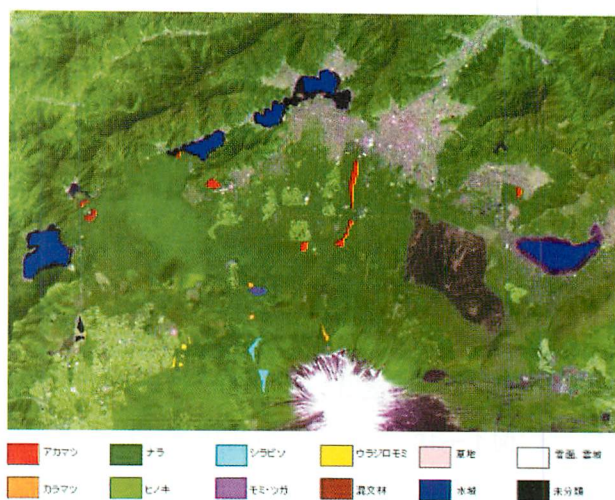 アカマツ ナラ シラビソ ウラジロモミ 草地 雪面、雲域
カラマツ ヒノキ モミ・ツガ 混交林 水域 未分類